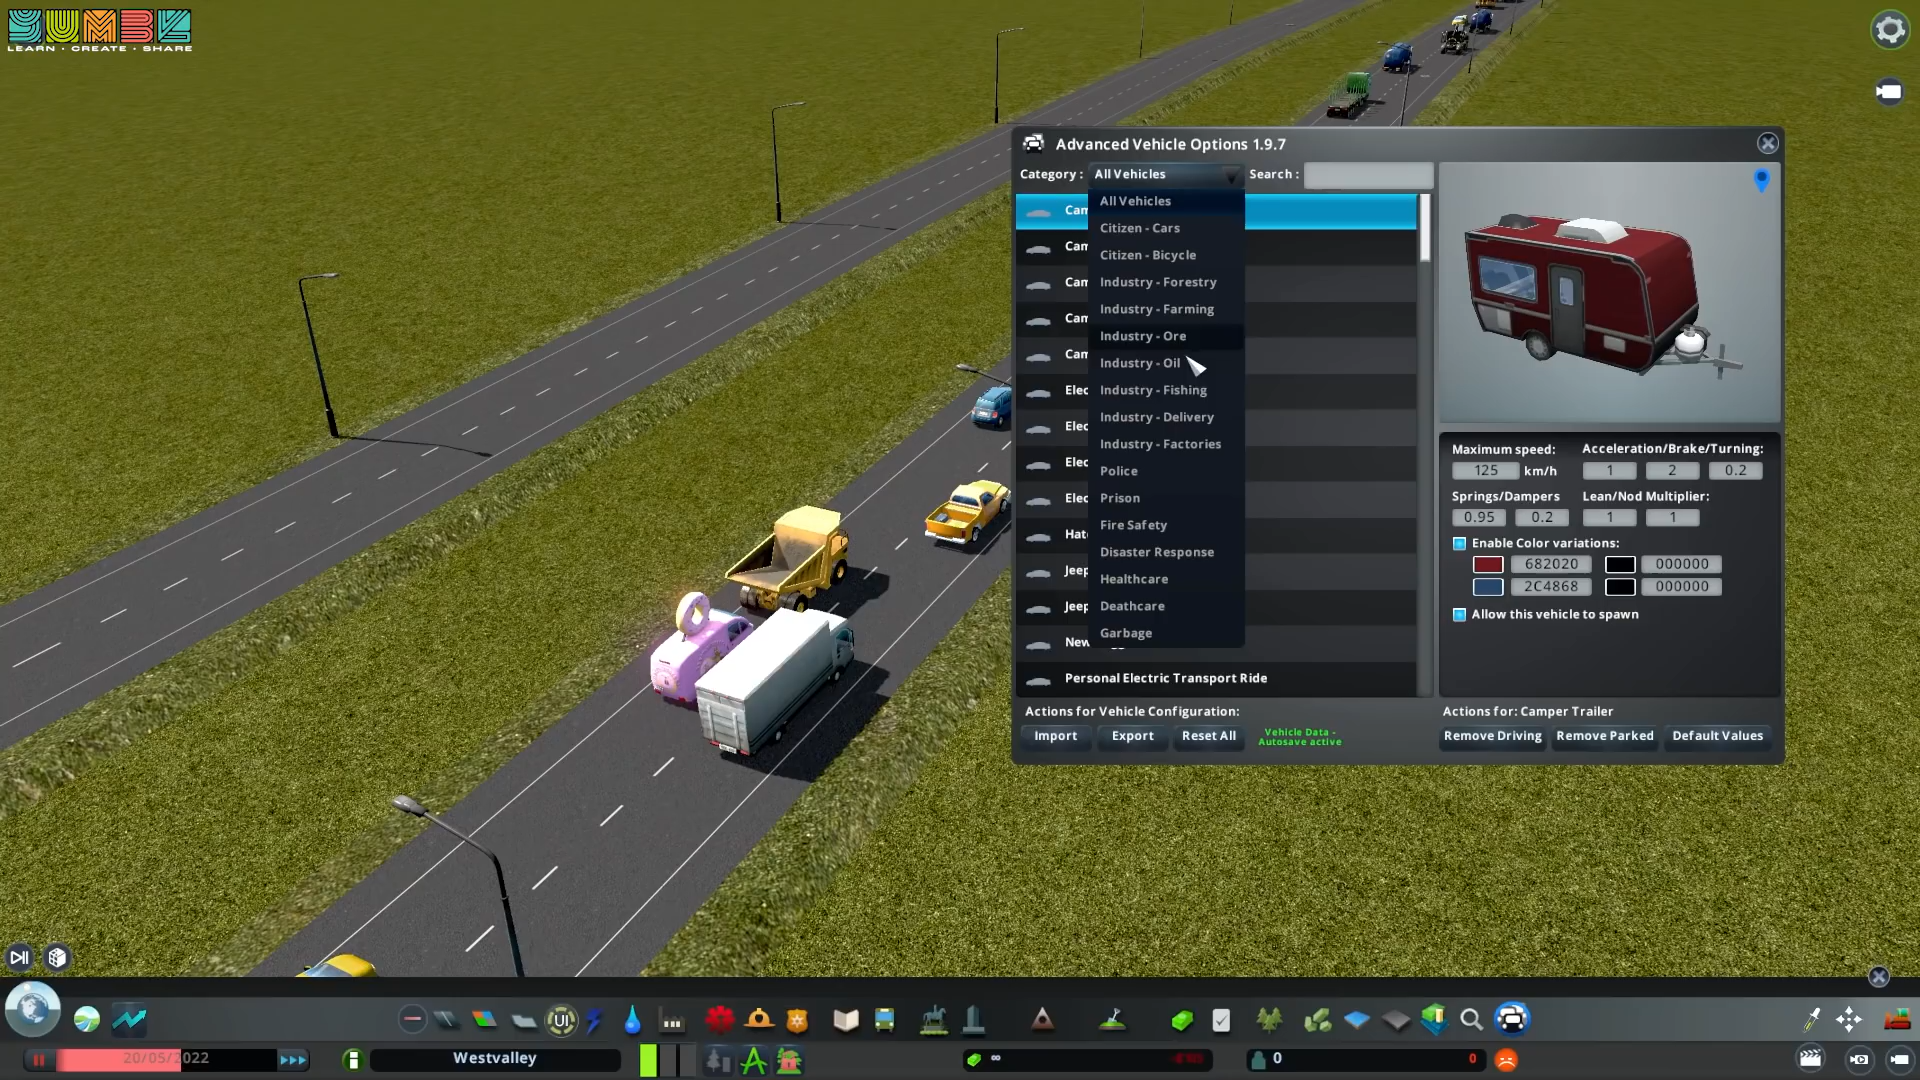 YUMBL
LEARN · CREATE · SHARE
Advanced Vehicle Options 1.9.7
Category : All Vehicles Search :
All Vehicles
Citizen - Cars
Citizen - Bicycle
Industry - Forestry
Industry - Farming
Industry - Ore
Industry - Oil
Industry - Fishing
Industry - Delivery
Industry - Factories
Police
Prison
Fire Safety
Disaster Response
Healthcare
Deathcare
Garbage
Cam
Cam
Cam
Cam
Cam
Elec
Elec
Elec
Elec
Hat
Jeep
Jeep
New
Personal Electric Transport Ride
Maximum speed: Acceleration/Brake/Turning:
125 km/h 1 2 0.2
Springs/Dampers Lean/Nod Multiplier:
0.95 0.2 1 1
Enable Color variations:
682020 000000
2C4868 000000
Allow this vehicle to spawn
Actions for Vehicle Configuration:
Import Export Reset All
Vehicle Data -
Autosave active
Actions for: Camper Trailer
Remove Driving Remove Parked Default Values
UI
20/05/2022
Westvalley
∞
0 0